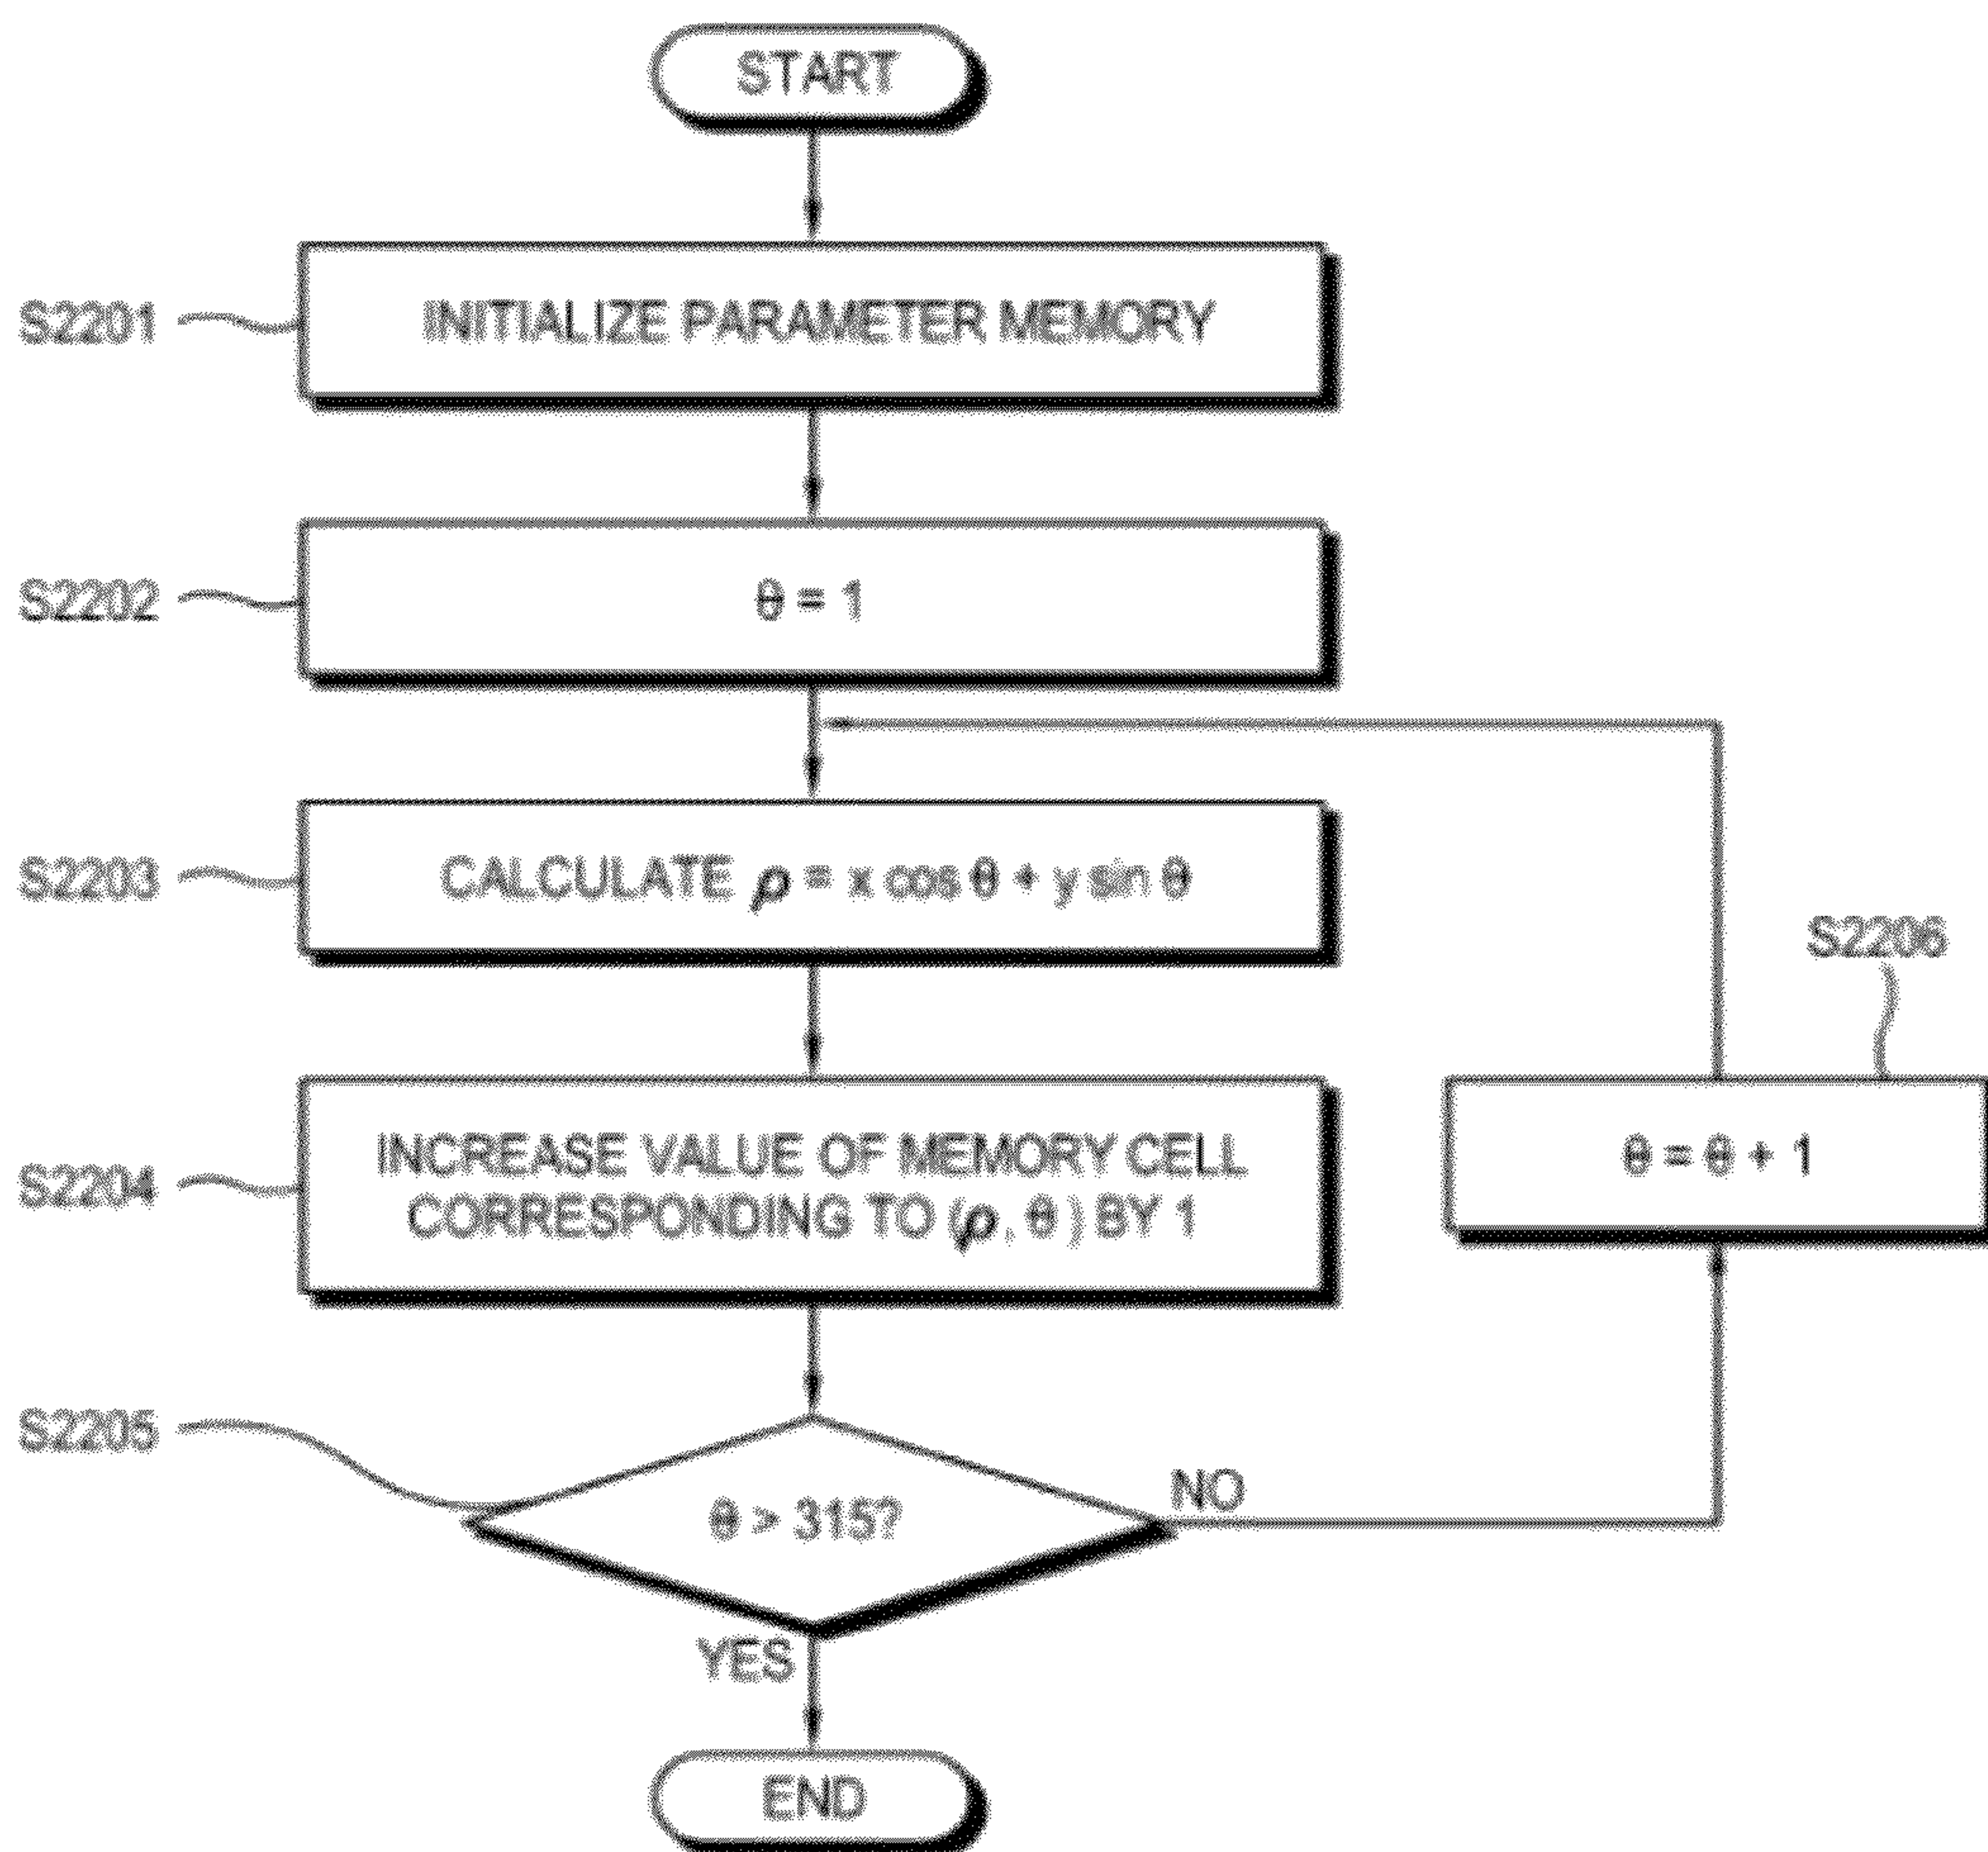 START
S2201
INITIALIZE PARAMETER MEMORY
S2202
θ = 1
S2203
CALCULATE ρ = x cos θ + y sin θ
S2206
S2204
INCREASE VALUE OF MEMORY CELL
CORRESPONDING TO (ρ, θ) BY 1
θ = θ + 1
S2205
θ > 315?
NO
YES
END